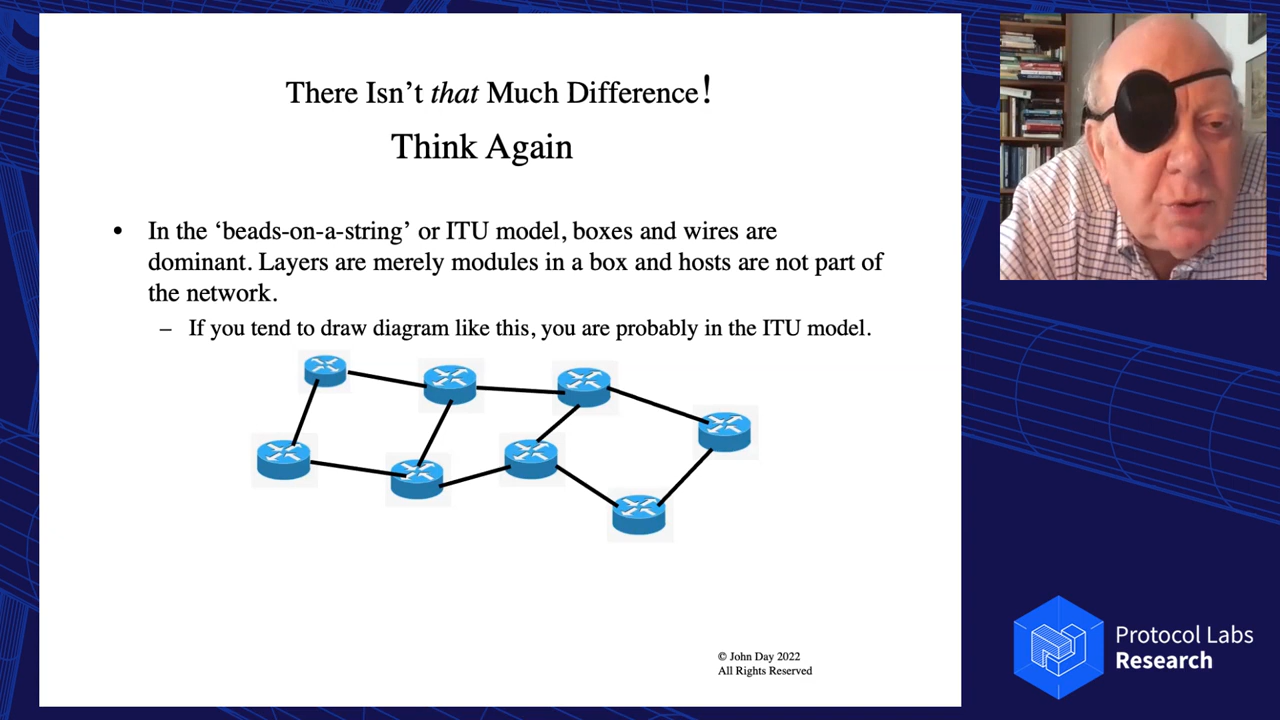 There Isn’t that Much Difference!
Think Again
• In the ‘beads-on-a-string’ or ITU model, boxes and wires are
dominant. Layers are merely modules in a box and hosts are not part of
the network.
– If you tend to draw diagram like this, you are probably in the ITU model.
© John Day 2022
All Rights Reserved
Protocol Labs
Research